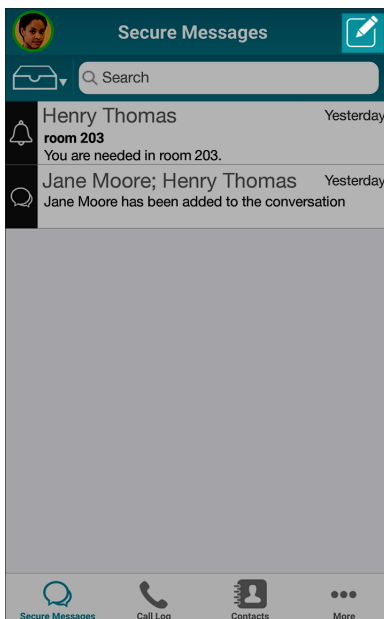 Secure Messages
Search
Henry Thomas Yesterday
room 203
You are needed in room 203.
Jane Moore; Henry Thomas Yesterday
Jane Moore has been added to the conversation
Secure Messages Call Log Contacts More